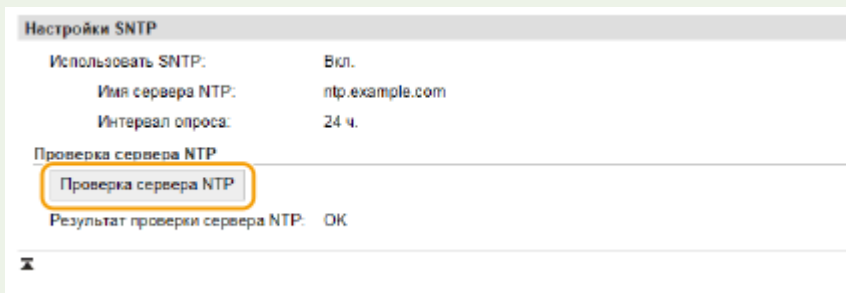 Настройки SNTP
Использовать SNTP: Вкл.
Имя сервера NTP: ntp.example.com
Интервал опроса: 24 ч.
Проверка сервера NTP
Проверка сервера NTP
Результат проверки сервера NTP: OK